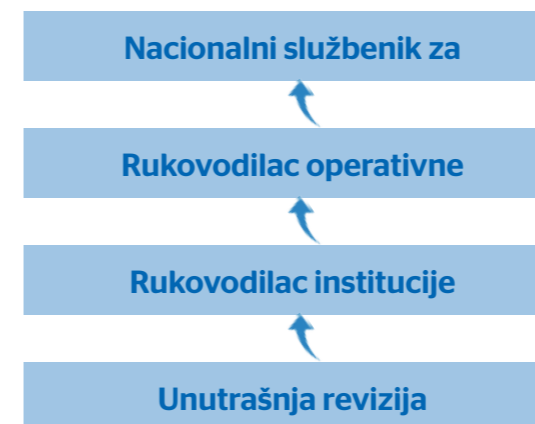 Nacionalni službenik za
Rukovodilac operativne
Rukovodilac institucije
Unutrašnja revizija